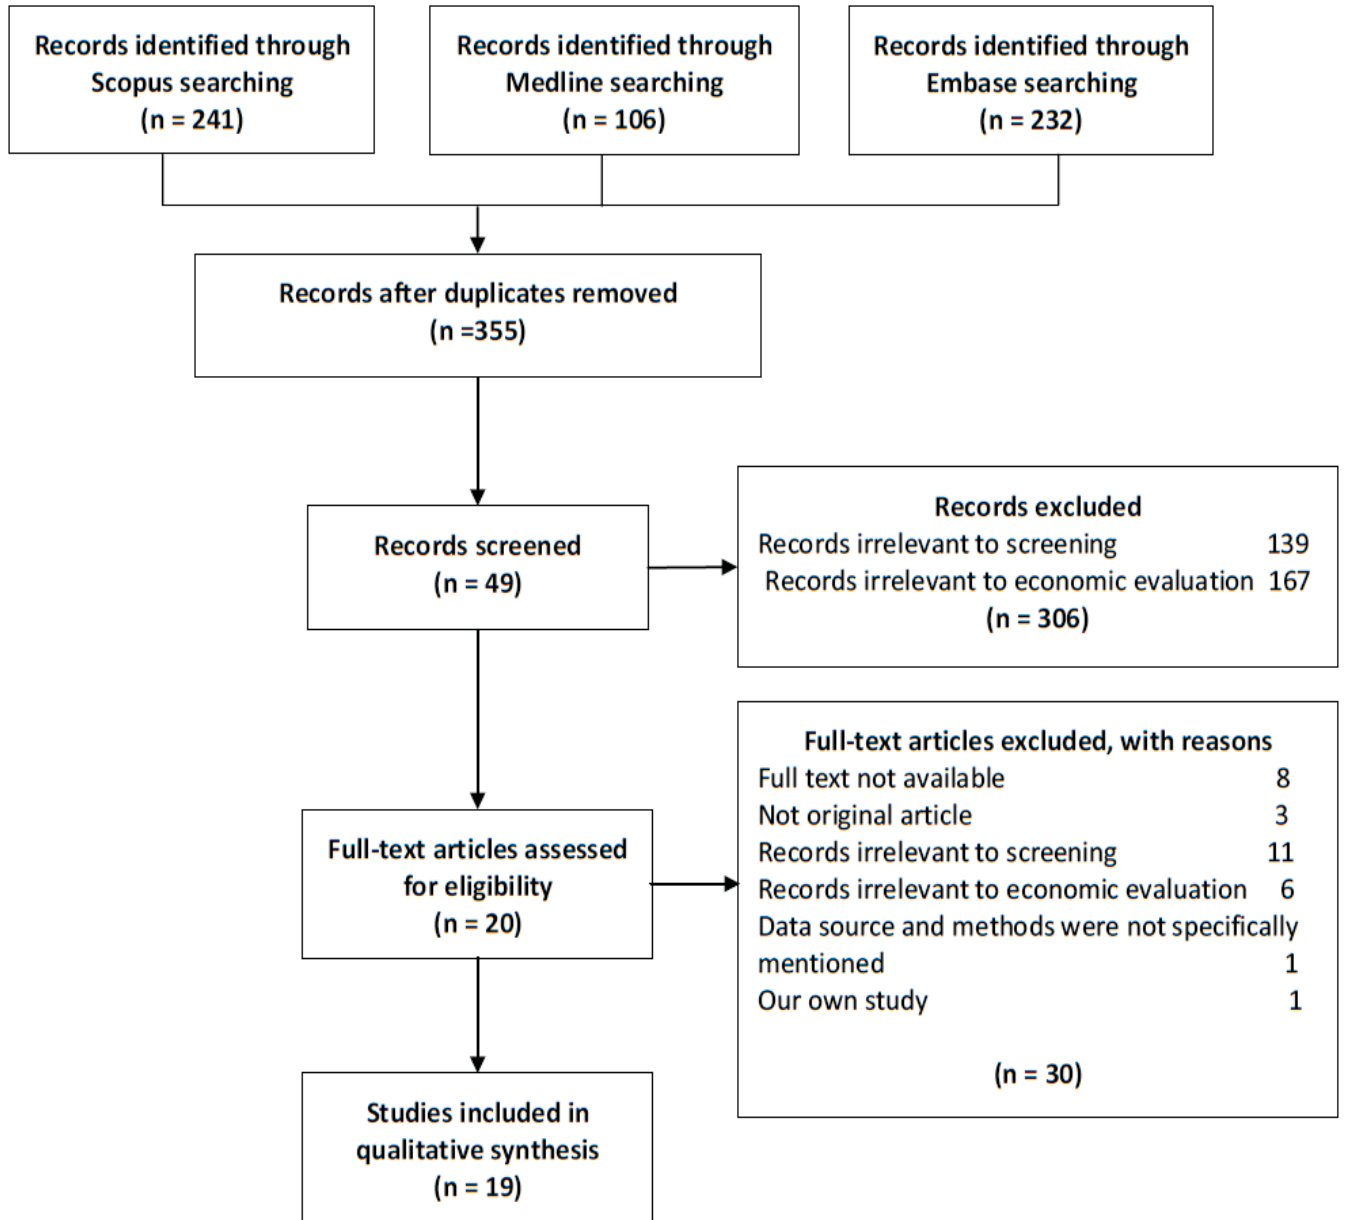 Records identified through
Scopus searching
(n = 241)
Records identified through
Medline searching
(n = 106)
Records identified through
Embase searching
(n = 232)
Records after duplicates removed
(n =355)
Records screened
(n = 49)
Records excluded
Records irrelevant to screening 139
Records irrelevant to economic evaluation 167
(n = 306)
Full-text articles assessed
for eligibility
(n = 20)
Full-text articles excluded, with reasons
Full text not available 8
Not original article 3
Records irrelevant to screening 11
Records irrelevant to economic evaluation 6
Data source and methods were not specifically
mentioned 1
Our own study 1
(n = 30)
Studies included in
qualitative synthesis
(n = 19)